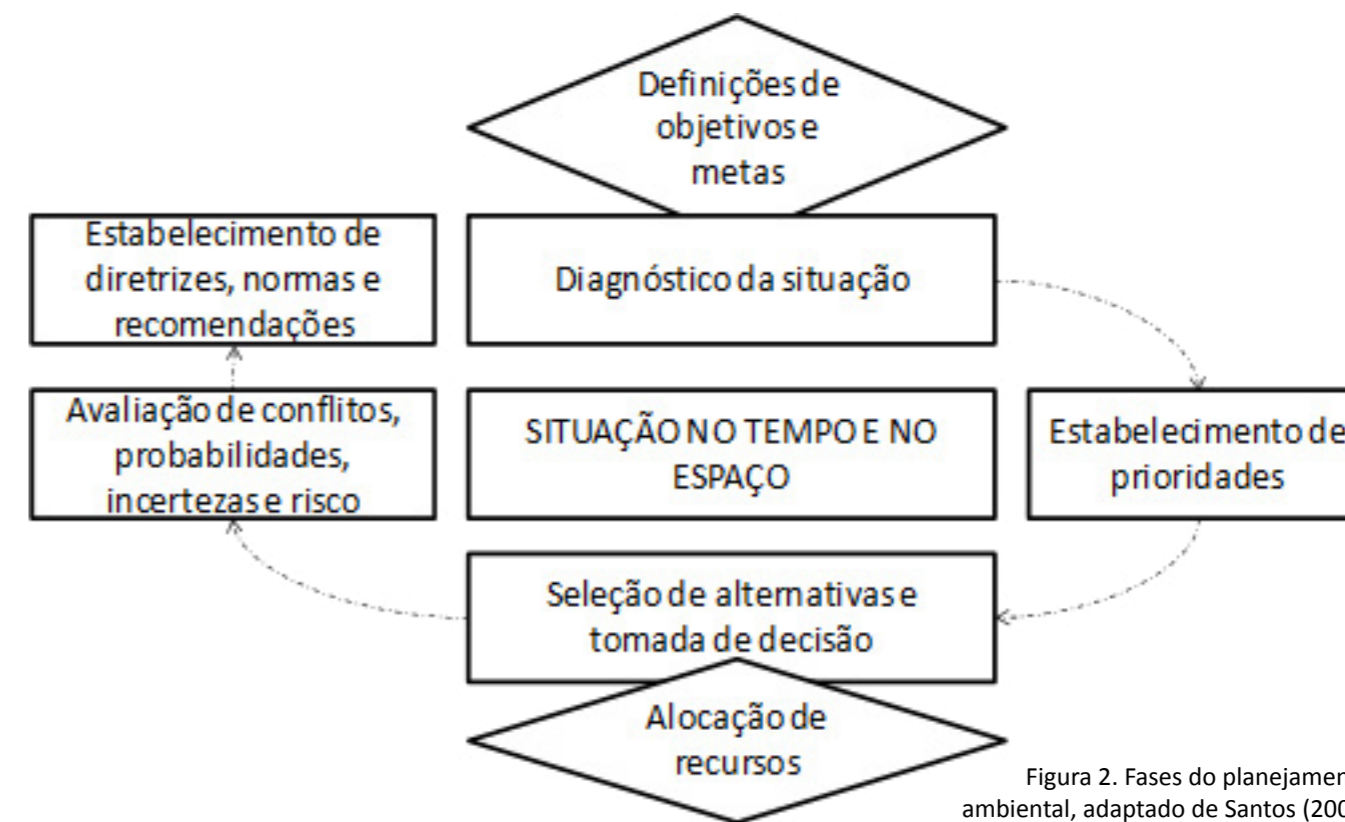 Definições de
objetivos e
metas
Estabelecimento de
diretrizes, normas e
recomendações
Diagnóstico da situação
Avaliação de conflitos,
probabilidades,
incertezas e risco
SITUAÇÃO NO TEMPO E NO
ESPAÇO
Estabelecimento de
prioridades
Seleção de alternativas e
tomada de decisão
Alocação de
recursos
Figura 2. Fases do planejamen
ambiental, adaptado de Santos (200